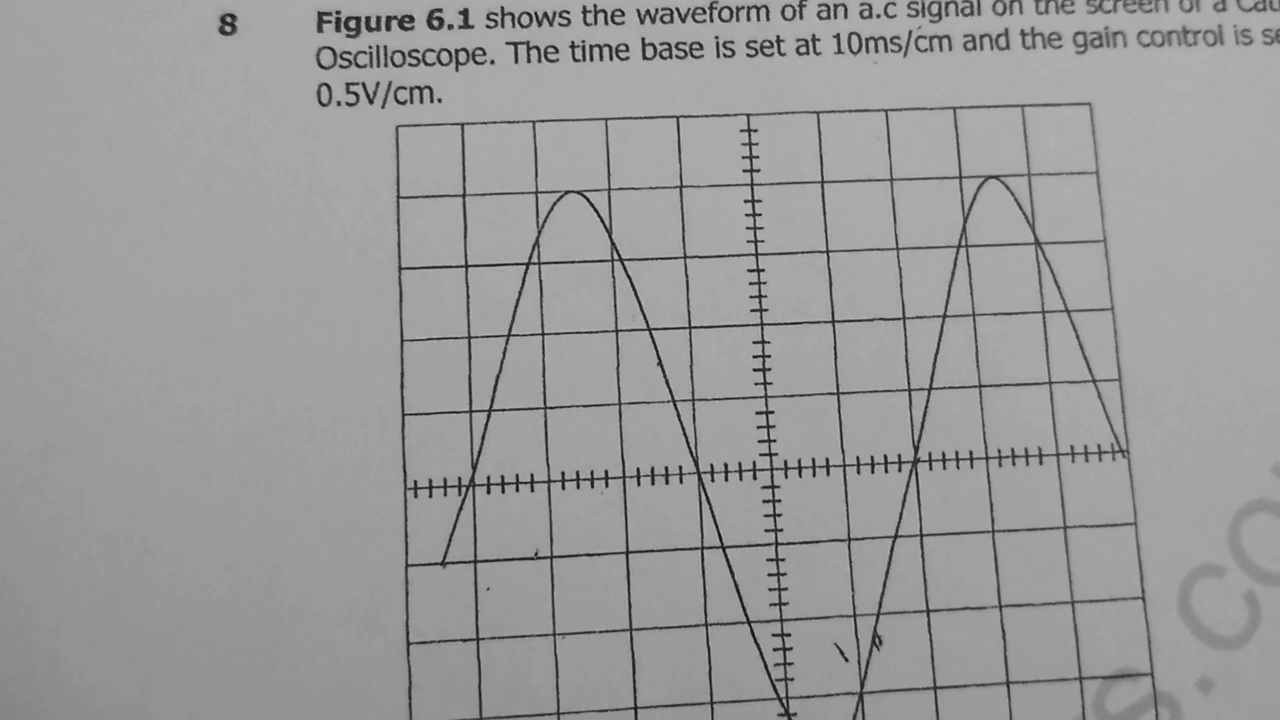 8 Figure 6.1 shows the waveform of an a.c signal on the screen of a
Oscilloscope. The time base is set at 10ms/cm and the gain control is
0.5V/cm.